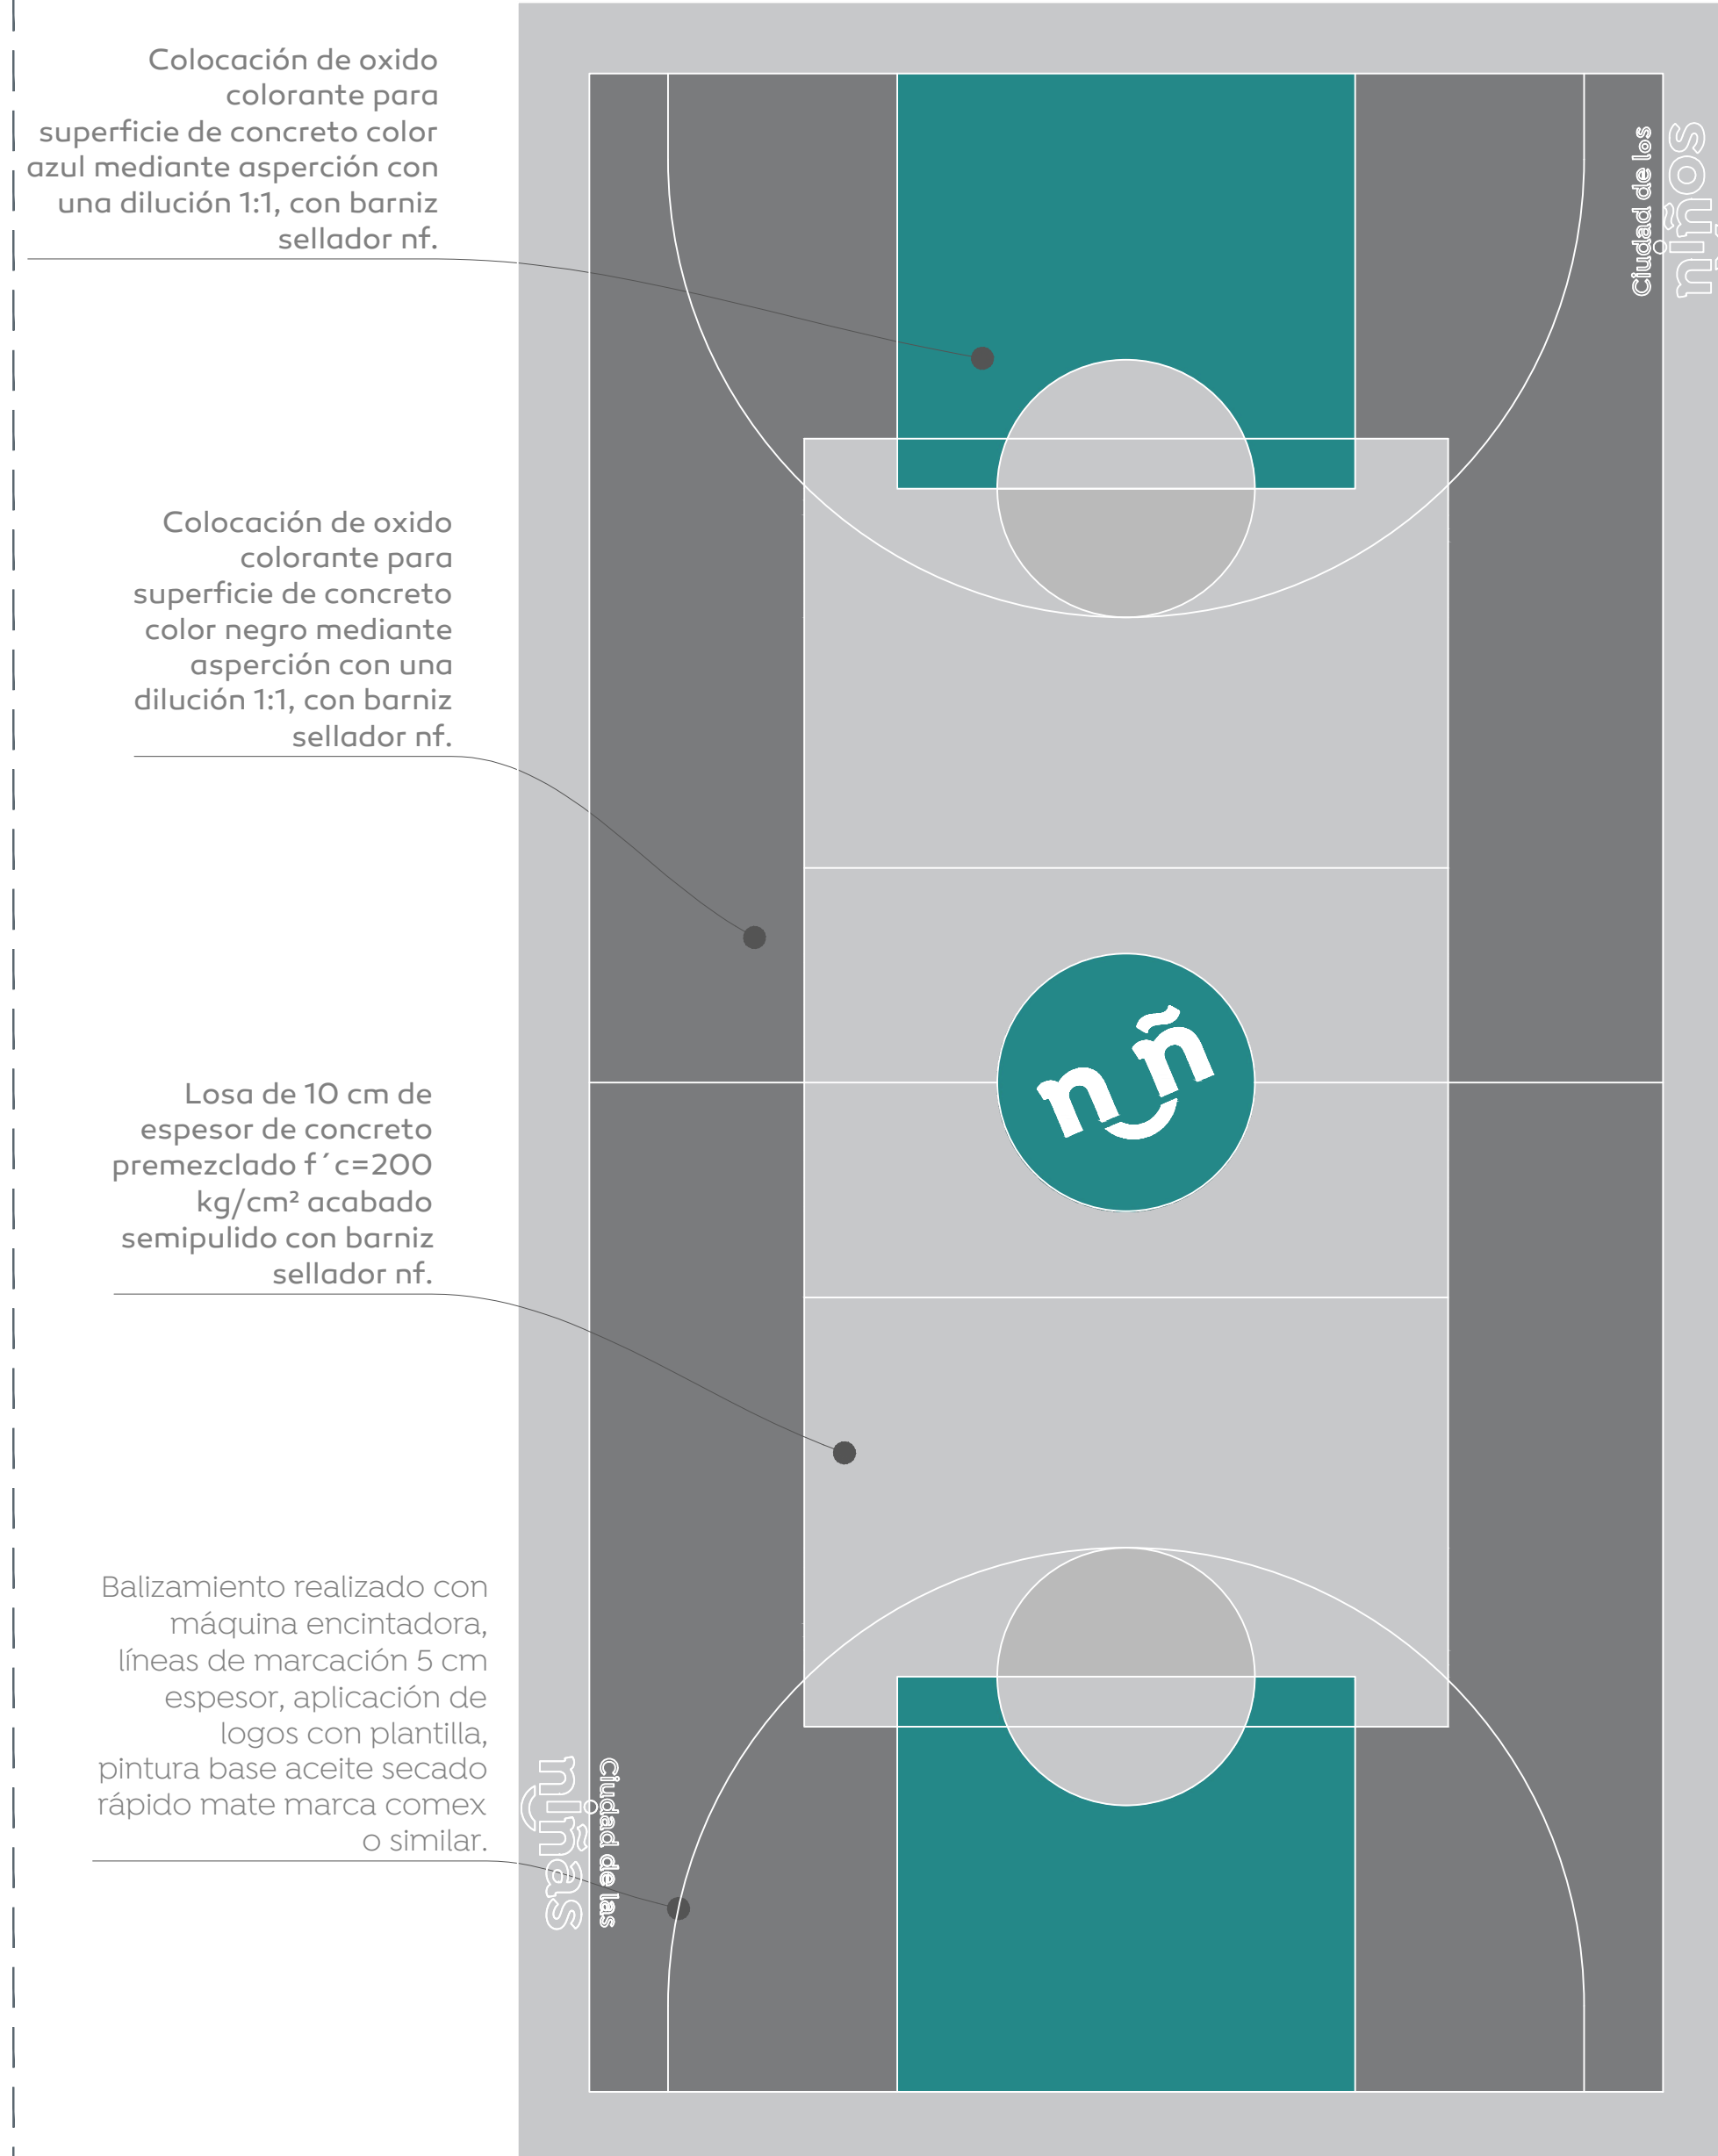 Colocación de oxido
colorante para
superficie de concreto color
azul mediante asperción con
una dilución 1:1, con barniz
sellador nf.
Ciudad de los
niños
Colocación de oxido
colorante para
superficie de concreto
color negro mediante
asperción con una
dilución 1:1, con barniz
sellador nf.
n ñ
Losa de 10 cm de
espesor de concreto
premezclado f´c=200
kg/cm² acabado
semipulido con barniz
sellador nf.
Balizamiento realizado con
máquina encintadora,
líneas de marcación 5 cm
espesor, aplicación de
logos con plantilla,
pintura base aceite secado
rápido mate marca comex
o similar.
Ciudad de las
niñas